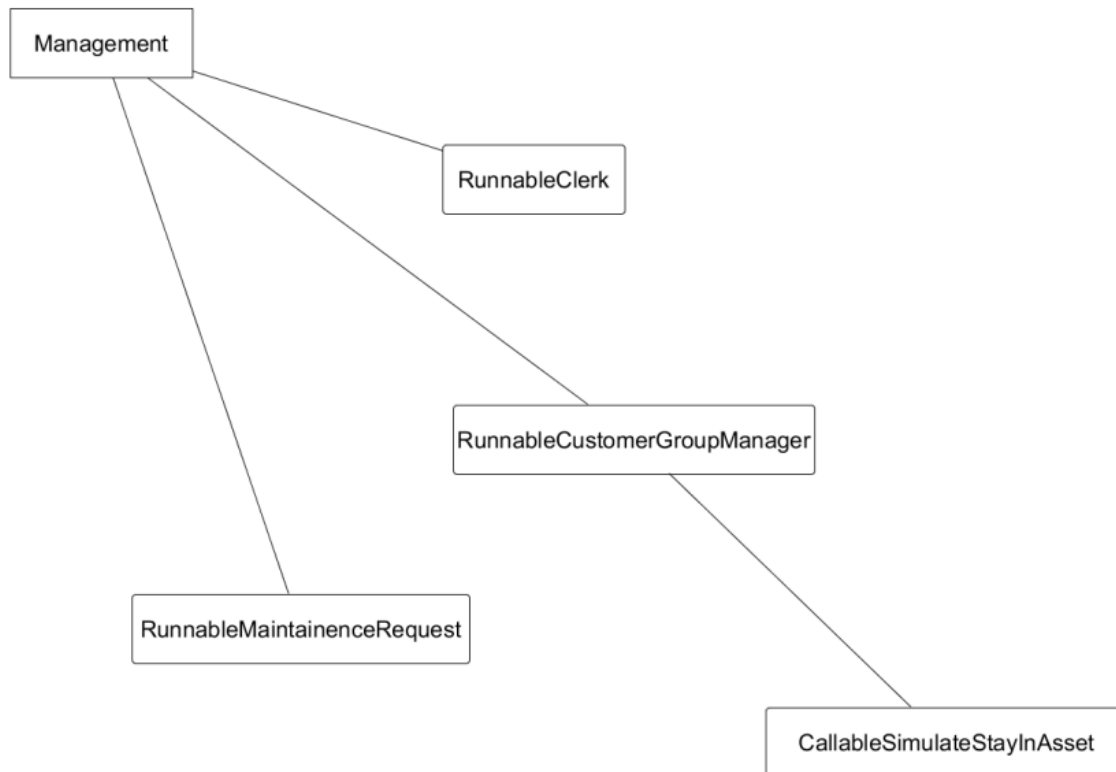 Management
RunnableClerk
RunnableCustomerGroupManager
RunnableMaintainenceRequest
CallableSimulateStayInAsset